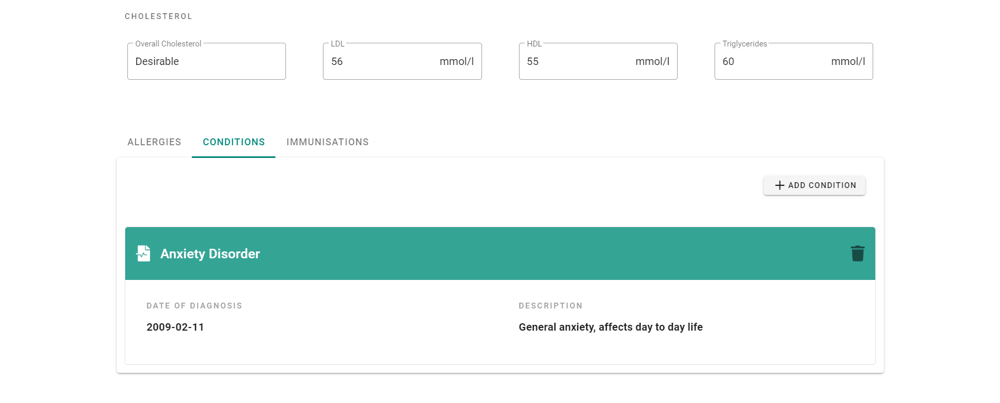 CHOLESTEROL
Overall Cholesterol LDL HDL Triglycerides
Desirable 56 mmol/l 55 mmol/l 60 mmol/l
ALLERGIES CONDITIONS IMMUNISATIONS
ADD CONDITION
Anxiety Disorder
DATE OF DIAGNOSIS DESCRIPTION
2009-02-11 General anxiety, affects day to day life